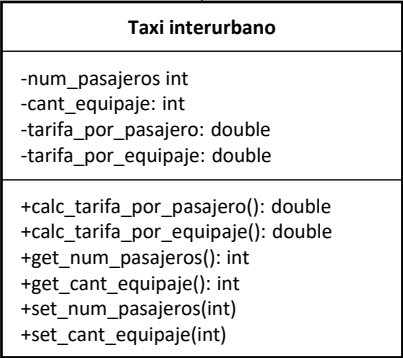 Taxi interurbano
-num_pasajeros int
-cant_equipaje: int
-tarifa_por_pasajero: double
-tarifa_por_equipaje: double
+calc_tarifa_por_pasajero(): double
+calc_tarifa_por_equipaje(): double
+get_num_pasajeros(): int
+get_cant_equipaje(): int
+set_num_pasajeros(int)
+set_cant_equipaje(int)